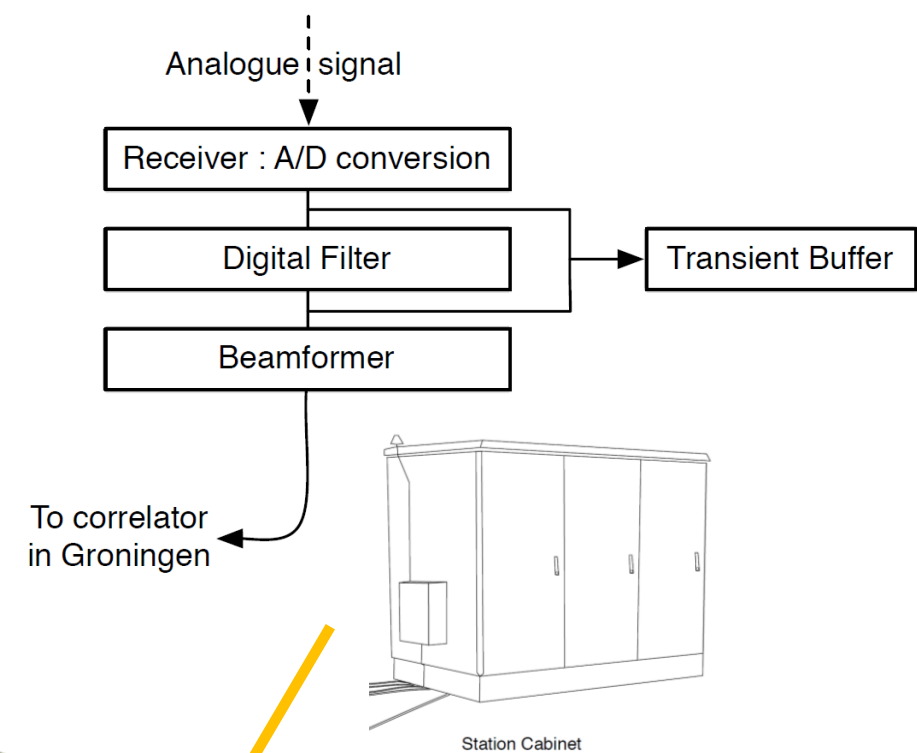 Analogue signal
Receiver : A/D conversion
Digital Filter
Transient Buffer
Beamformer
To correlator
in Groningen
Station Cabinet